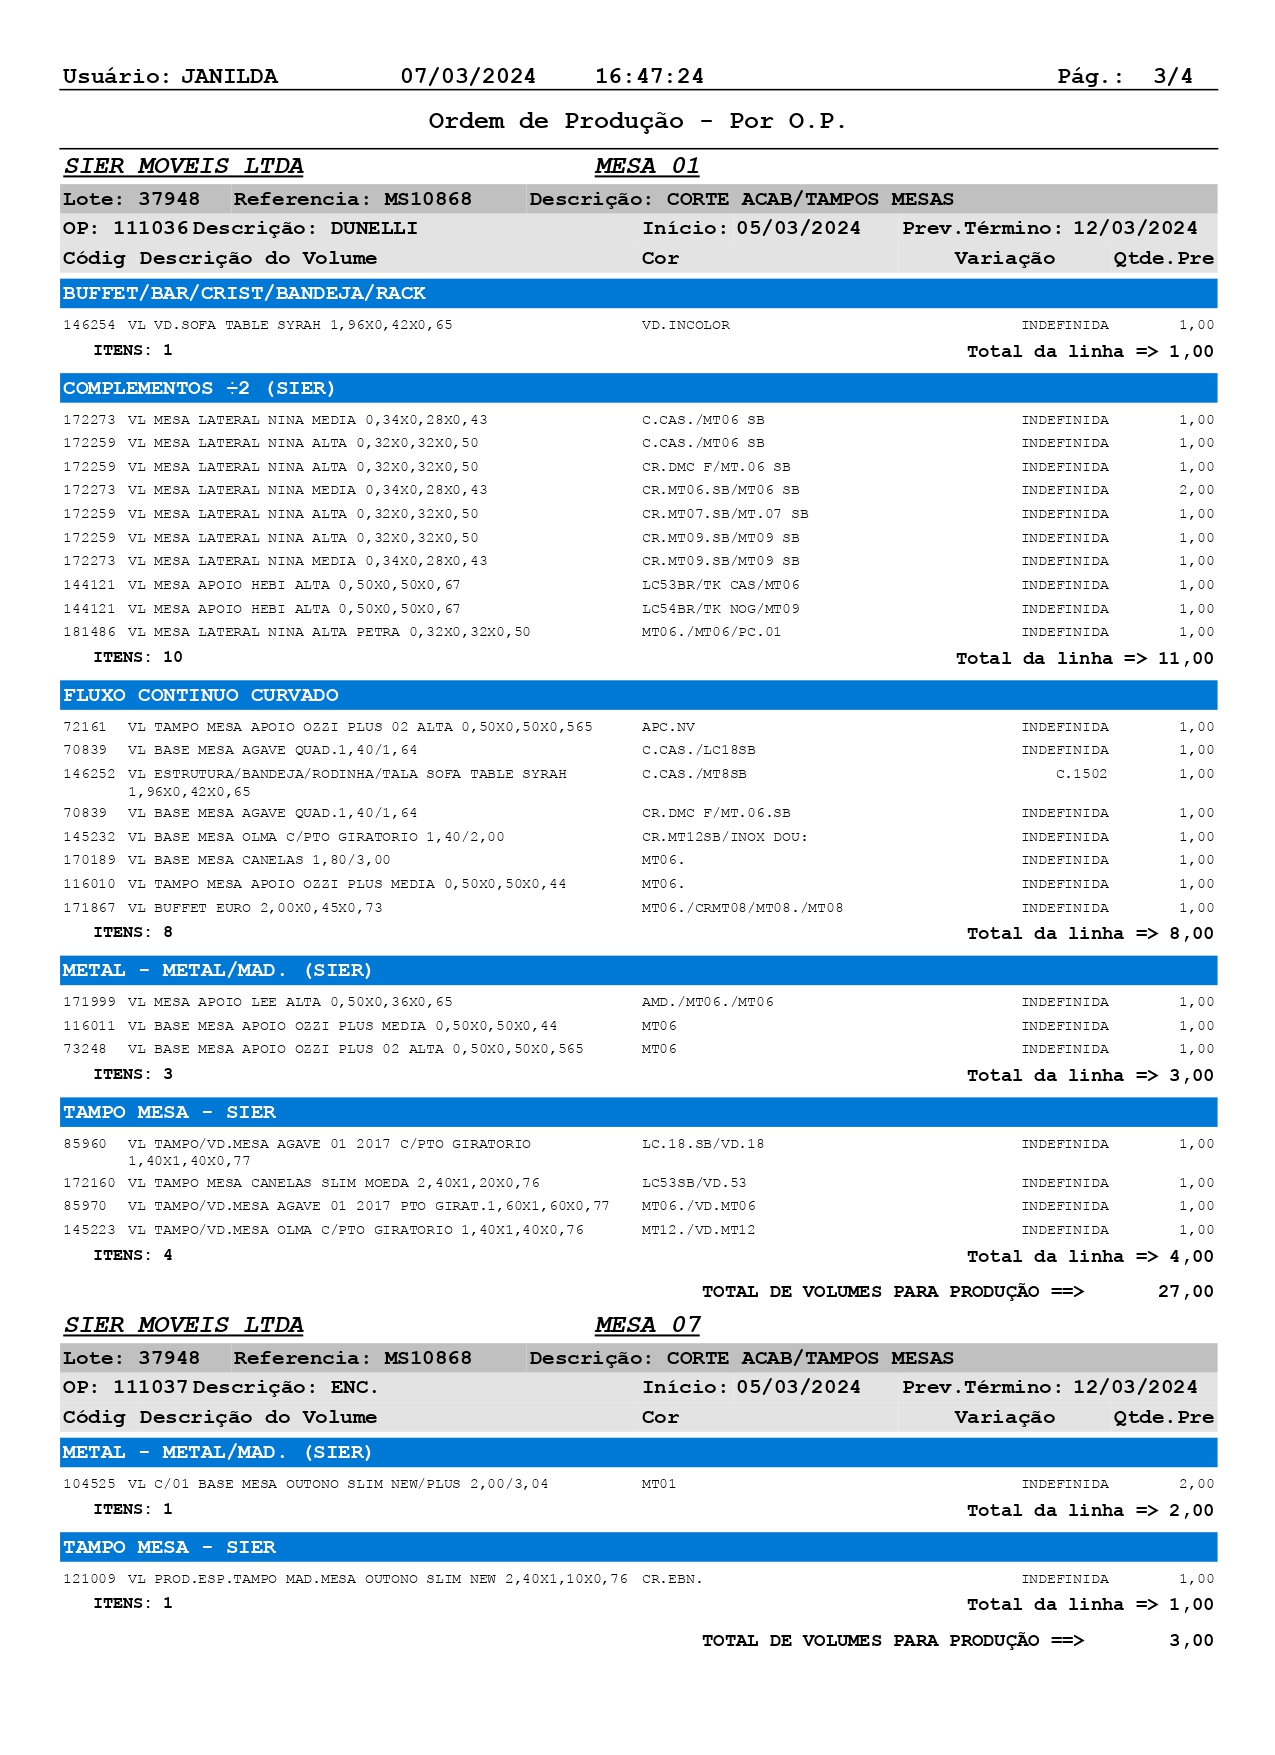 Usuário: JANILDA 07/03/2024 16:47:24 Pág.: 3/4
Ordem de Produção - Por O.P.
SIER MOVEIS LTDA MESA 01
Lote: 37948 Referencia: MS10868 Descrição: CORTE ACAB/TAMPOS MESAS
OP: 111036 Descrição: DUNELLI Início: 05/03/2024 Prev.Término: 12/03/2024
Códig Descrição do Volume Cor Variação Qtde.Pre
BUFFET/BAR/CRIST/BANDEJA/RACK
146254 VL VD.SOFA TABLE SYRAH 1,96X0,42X0,65 VD.INCOLOR INDEFINIDA 1,00
ITENS: 1 Total da linha => 1,00
COMPLEMENTOS ÷2 (SIER)
172273 VL MESA LATERAL NINA MEDIA 0,34X0,28X0,43 C.CAS./MT06 SB INDEFINIDA 1,00
172259 VL MESA LATERAL NINA ALTA 0,32X0,32X0,50 C.CAS./MT06 SB INDEFINIDA 1,00
172259 VL MESA LATERAL NINA ALTA 0,32X0,32X0,50 CR.DMC F/MT.06 SB INDEFINIDA 1,00
172273 VL MESA LATERAL NINA MEDIA 0,34X0,28X0,43 CR.MT06.SB/MT06 SB INDEFINIDA 2,00
172259 VL MESA LATERAL NINA ALTA 0,32X0,32X0,50 CR.MT07.SB/MT.07 SB INDEFINIDA 1,00
172259 VL MESA LATERAL NINA ALTA 0,32X0,32X0,50 CR.MT09.SB/MT09 SB INDEFINIDA 1,00
172273 VL MESA LATERAL NINA MEDIA 0,34X0,28X0,43 CR.MT09.SB/MT09 SB INDEFINIDA 1,00
144121 VL MESA APOIO HEBI ALTA 0,50X0,50X0,67 LC53BR/TK CAS/MT06 INDEFINIDA 1,00
144121 VL MESA APOIO HEBI ALTA 0,50X0,50X0,67 LC54BR/TK NOG/MT09 INDEFINIDA 1,00
181486 VL MESA LATERAL NINA ALTA PETRA 0,32X0,32X0,50 MT06./MT06/PC.01 INDEFINIDA 1,00
ITENS: 10 Total da linha => 11,00
FLUXO CONTINUO CURVADO
72161 VL TAMPO MESA APOIO OZZI PLUS 02 ALTA 0,50X0,50X0,565 APC.NV INDEFINIDA 1,00
70839 VL BASE MESA AGAVE QUAD.1,40/1,64 C.CAS./LC18SB INDEFINIDA 1,00
146252 VL ESTRUTURA/BANDEJA/RODINHA/TALA SOFA TABLE SYRAH C.CAS./MT8SB C.1502 1,00
1,96X0,42X0,65
70839 VL BASE MESA AGAVE QUAD.1,40/1,64 CR.DMC F/MT.06.SB INDEFINIDA 1,00
145232 VL BASE MESA OLMA C/PTO GIRATORIO 1,40/2,00 CR.MT12SB/INOX DOU: INDEFINIDA 1,00
170189 VL BASE MESA CANELAS 1,80/3,00 MT06. INDEFINIDA 1,00
116010 VL TAMPO MESA APOIO OZZI PLUS MEDIA 0,50X0,50X0,44 MT06. INDEFINIDA 1,00
171867 VL BUFFET EURO 2,00X0,45X0,73 MT06./CRMT08/MT08./MT08 INDEFINIDA 1,00
ITENS: 8 Total da linha => 8,00
METAL - METAL/MAD. (SIER)
171999 VL MESA APOIO LEE ALTA 0,50X0,36X0,65 AMD./MT06./MT06 INDEFINIDA 1,00
116011 VL BASE MESA APOIO OZZI PLUS MEDIA 0,50X0,50X0,44 MT06 INDEFINIDA 1,00
73248 VL BASE MESA APOIO OZZI PLUS 02 ALTA 0,50X0,50X0,565 MT06 INDEFINIDA 1,00
ITENS: 3 Total da linha => 3,00
TAMPO MESA - SIER
85960 VL TAMPO/VD.MESA AGAVE 01 2017 C/PTO GIRATORIO LC.18.SB/VD.18 INDEFINIDA 1,00
1,40X1,40X0,77
172160 VL TAMPO MESA CANELAS SLIM MOEDA 2,40X1,20X0,76 LC53SB/VD.53 INDEFINIDA 1,00
85970 VL TAMPO/VD.MESA AGAVE 01 2017 PTO GIRAT.1,60X1,60X0,77 MT06./VD.MT06 INDEFINIDA 1,00
145223 VL TAMPO/VD.MESA OLMA C/PTO GIRATORIO 1,40X1,40X0,76 MT12./VD.MT12 INDEFINIDA 1,00
ITENS: 4 Total da linha => 4,00
TOTAL DE VOLUMES PARA PRODUÇÃO ==> 27,00
SIER MOVEIS LTDA MESA 07
Lote: 37948 Referencia: MS10868 Descrição: CORTE ACAB/TAMPOS MESAS
OP: 111037 Descrição: ENC. Início: 05/03/2024 Prev.Término: 12/03/2024
Códig Descrição do Volume Cor Variação Qtde.Pre
METAL - METAL/MAD. (SIER)
104525 VL C/01 BASE MESA OUTONO SLIM NEW/PLUS 2,00/3,04 MT01 INDEFINIDA 2,00
ITENS: 1 Total da linha => 2,00
TAMPO MESA - SIER
121009 VL PROD.ESP.TAMPO MAD.MESA OUTONO SLIM NEW 2,40X1,10X0,76 CR.EBN. INDEFINIDA 1,00
ITENS: 1 Total da linha => 1,00
TOTAL DE VOLUMES PARA PRODUÇÃO ==> 3,00